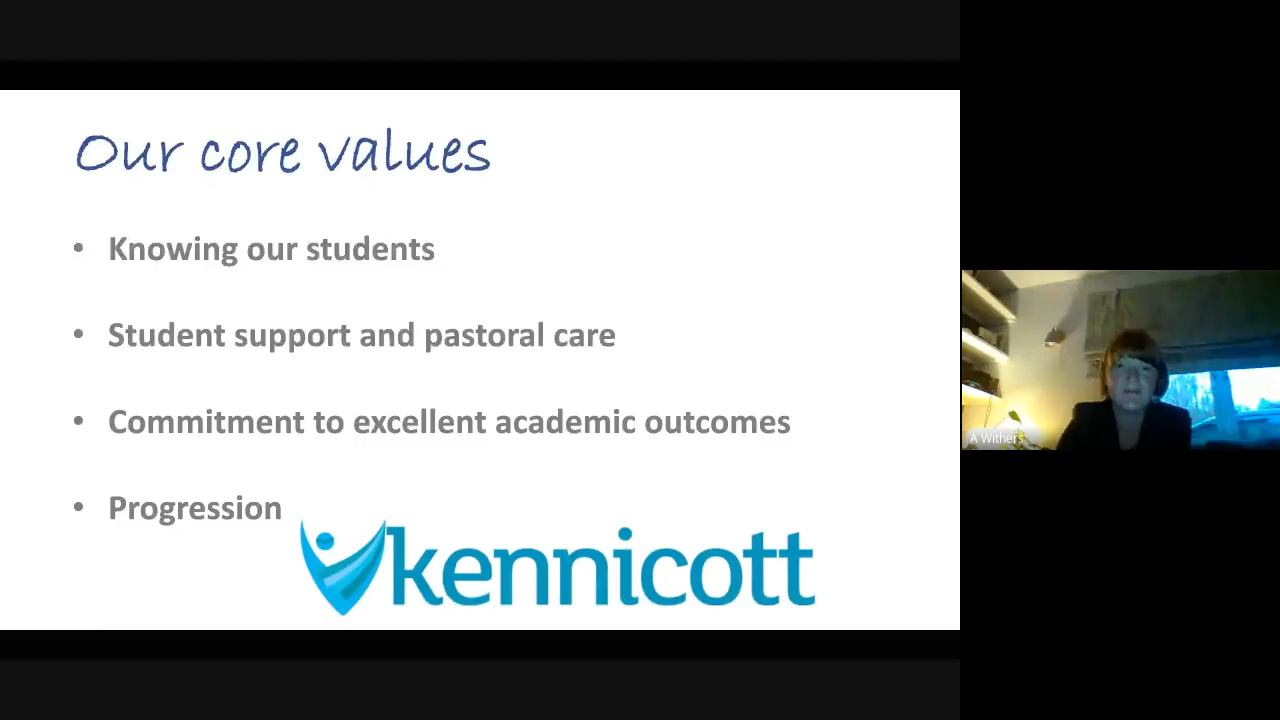 Our core values
• Knowing our students
• Student support and pastoral care
• Commitment to excellent academic outcomes
• Progression
kennicott
A Withers